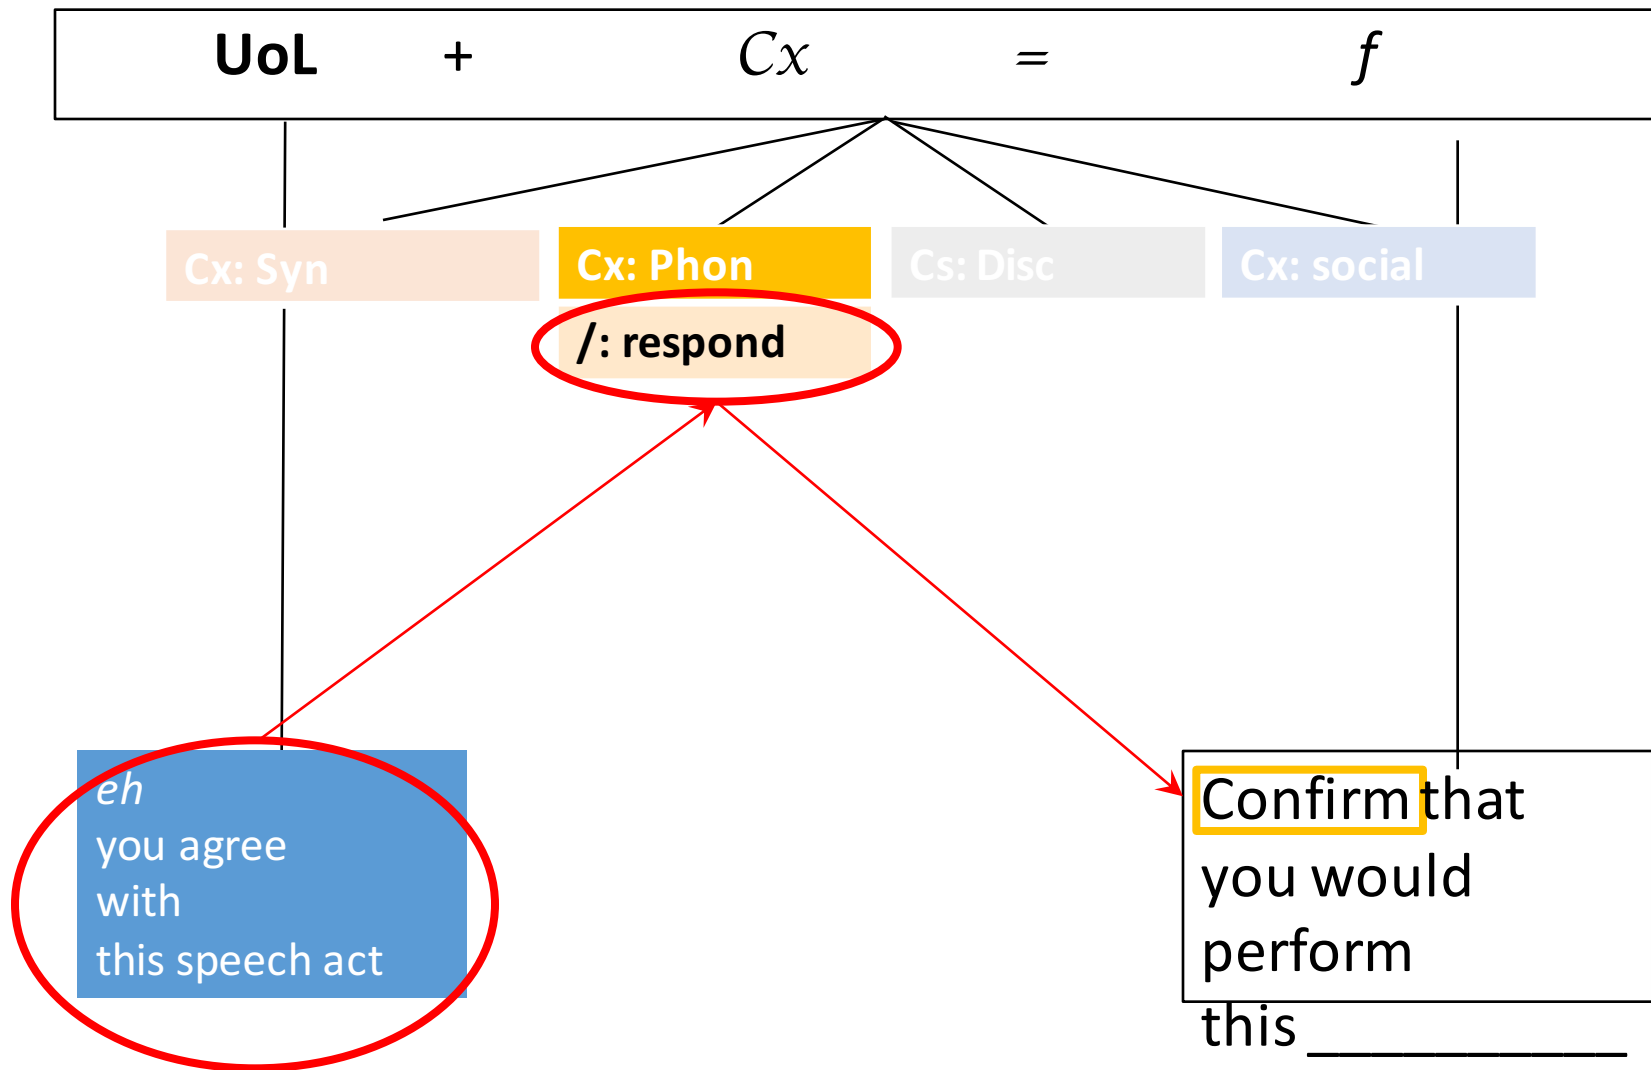 UoL + Cx = f
Cx: Syn
Cx: Phon
Cs: Disc
Cx: social
/: respond
eh
you agree
with
this speech act
Confirm that
you would
perform
this __________